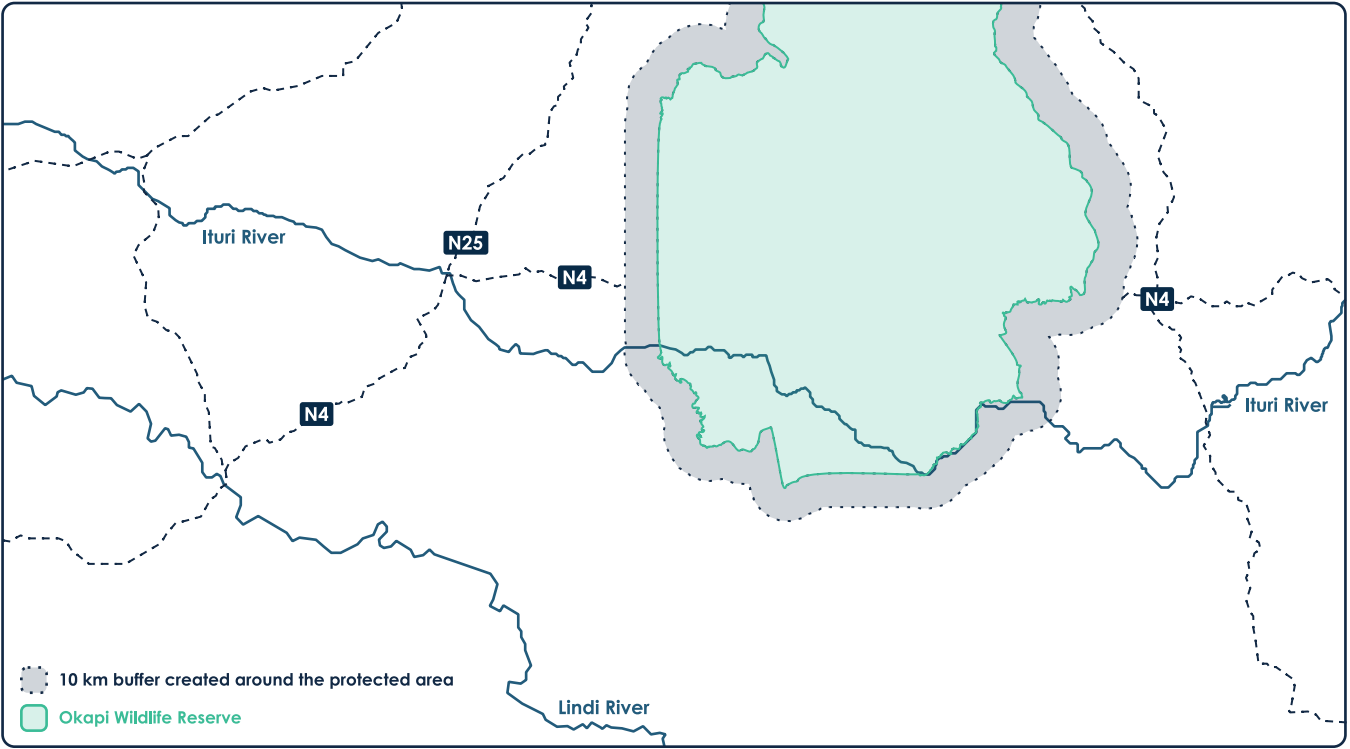 Ituri River
N25
N4
N4
N4
Ituri River
Lindi River
10 km buffer created around the protected area
Okapi Wildlife Reserve